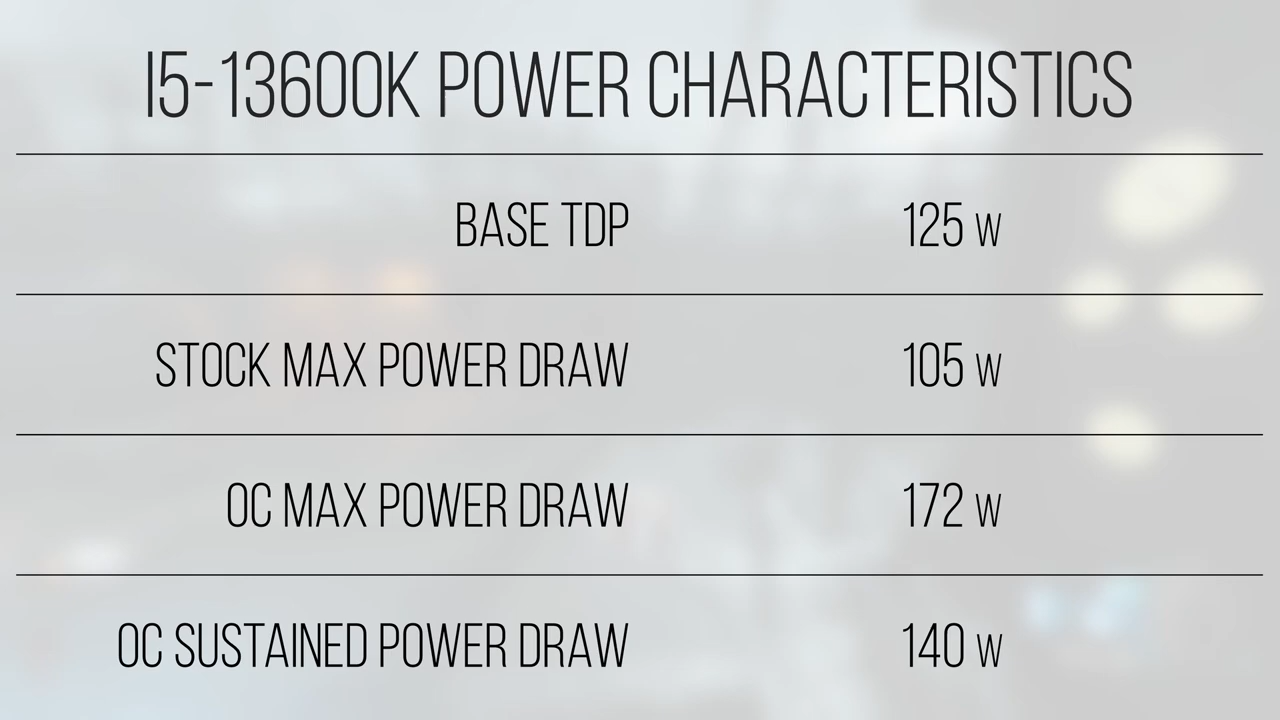 I5-13600K POWER CHARACTERISTICS
BASE TDP 125 W
STOCK MAX POWER DRAW 105 W
OC MAX POWER DRAW 172 W
OC SUSTAINED POWER DRAW 140 W